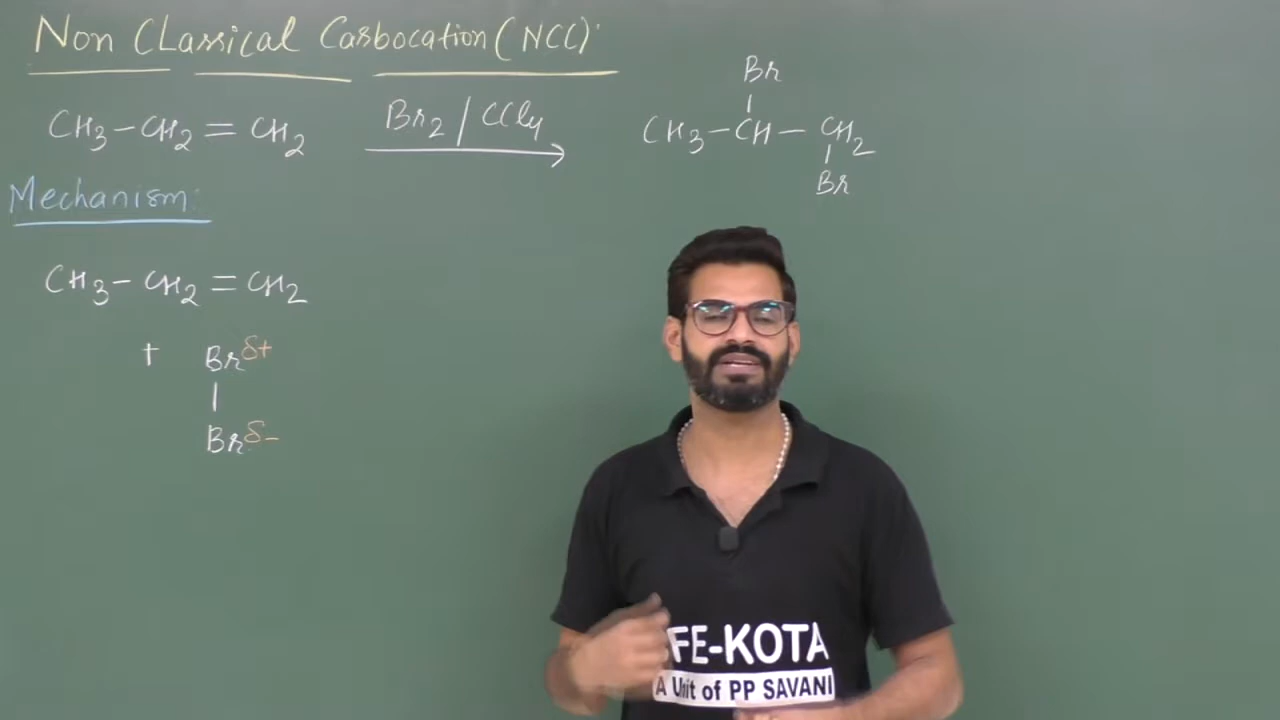 Non Classical Carbocation (NCC):
CH3-CH2=CH2 Br2/CCl4 CH3-CH-CH2
Br
Br
Mechanism:
CH3-CH2=CH2
+ Brδ+
Brδ-
FE-KOTA
A Unit of PP SAVANI